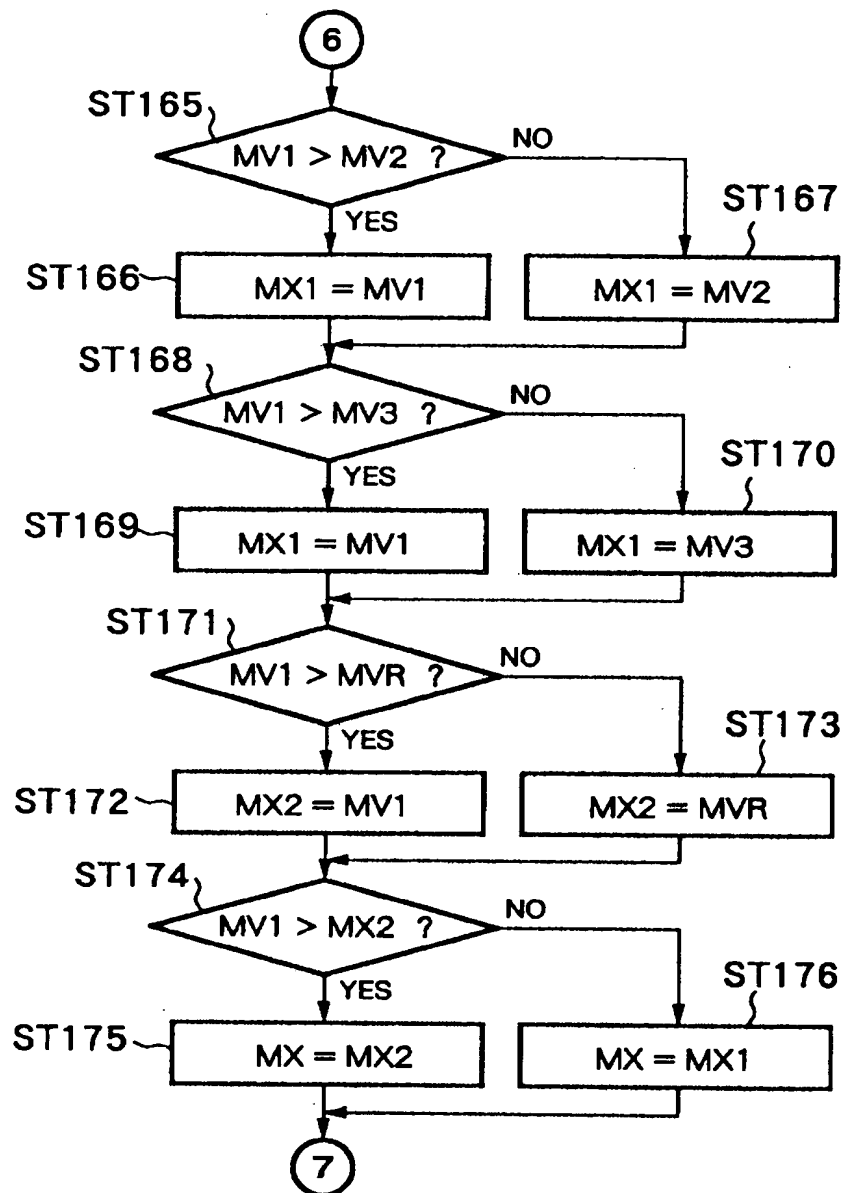 6
ST165
MV1 > MV2 ?
NO
YES
ST167
ST166
MX1 = MV1
MX1 = MV2
ST168
MV1 > MV3 ?
NO
YES
ST170
ST169
MX1 = MV1
MX1 = MV3
ST171
MV1 > MVR ?
NO
YES
ST173
ST172
MX2 = MV1
MX2 = MVR
ST174
MV1 > MX2 ?
NO
YES
ST176
ST175
MX = MX2
MX = MX1
7